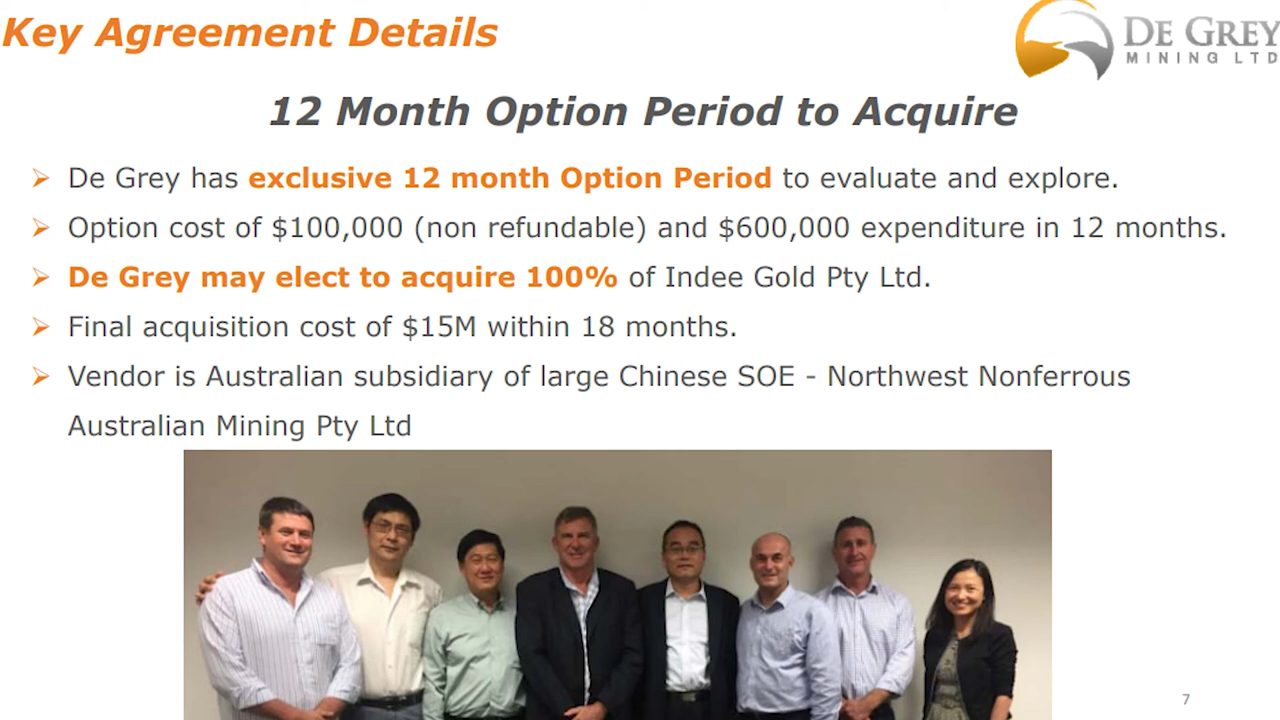 Key Agreement Details
DE GREY
MINING LTD
12 Month Option Period to Acquire
De Grey has exclusive 12 month Option Period to evaluate and explore.
Option cost of $100,000 (non refundable) and $600,000 expenditure in 12 months.
De Grey may elect to acquire 100% of Indee Gold Pty Ltd.
Final acquisition cost of $15M within 18 months.
Vendor is Australian subsidiary of large Chinese SOE - Northwest Nonferrous
Australian Mining Pty Ltd
7